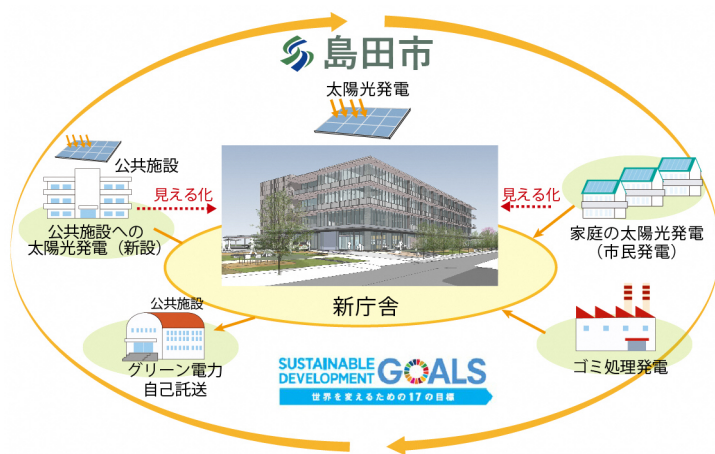 島田市
太陽光発電
公共施設
見える化
見える化
公共施設への
太陽光発電（新設）
家庭の太陽光発電
（市民発電）
新庁舎
公共施設
グリーン電力
自己託送
ゴミ処理発電
SUSTAINABLE
DEVELOPMENT GOALS
世界を変えるための17の目標